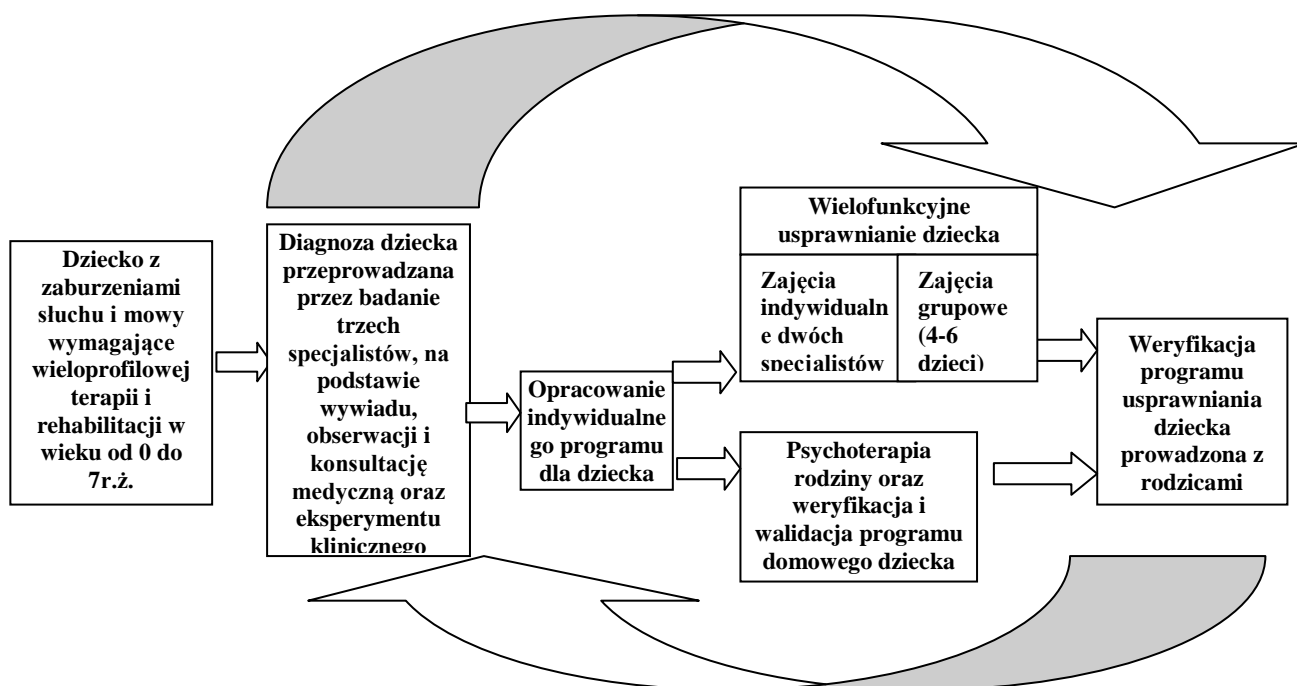 Dziecko z
zaburzeniami
słuchu i mowy
wymagające
wieloprofilowej
terapii i
rehabilitacji w
wieku od 0 do
7r.ż.
Diagnoza dziecka
przeprowadzana
przez badanie
trzech
specjalistów, na
podstawie
wywiadu,
obserwacji i
konsultację
medyczną oraz
eksperymentu
klinicznego
Opracowanie
indywidualne
go programu
dla dziecka
Wielofunkcyjne
usprawnianie dziecka
Zajęcia
indywidualn
e dwóch
specjalistów
Zajęcia
grupowe
(4-6
dzieci)
Psychoterapia
rodziny oraz
weryfikacja i
walidacja programu
domowego dziecka
Weryfikacja
programu
usprawniania
dziecka
prowadzona z
rodzicami